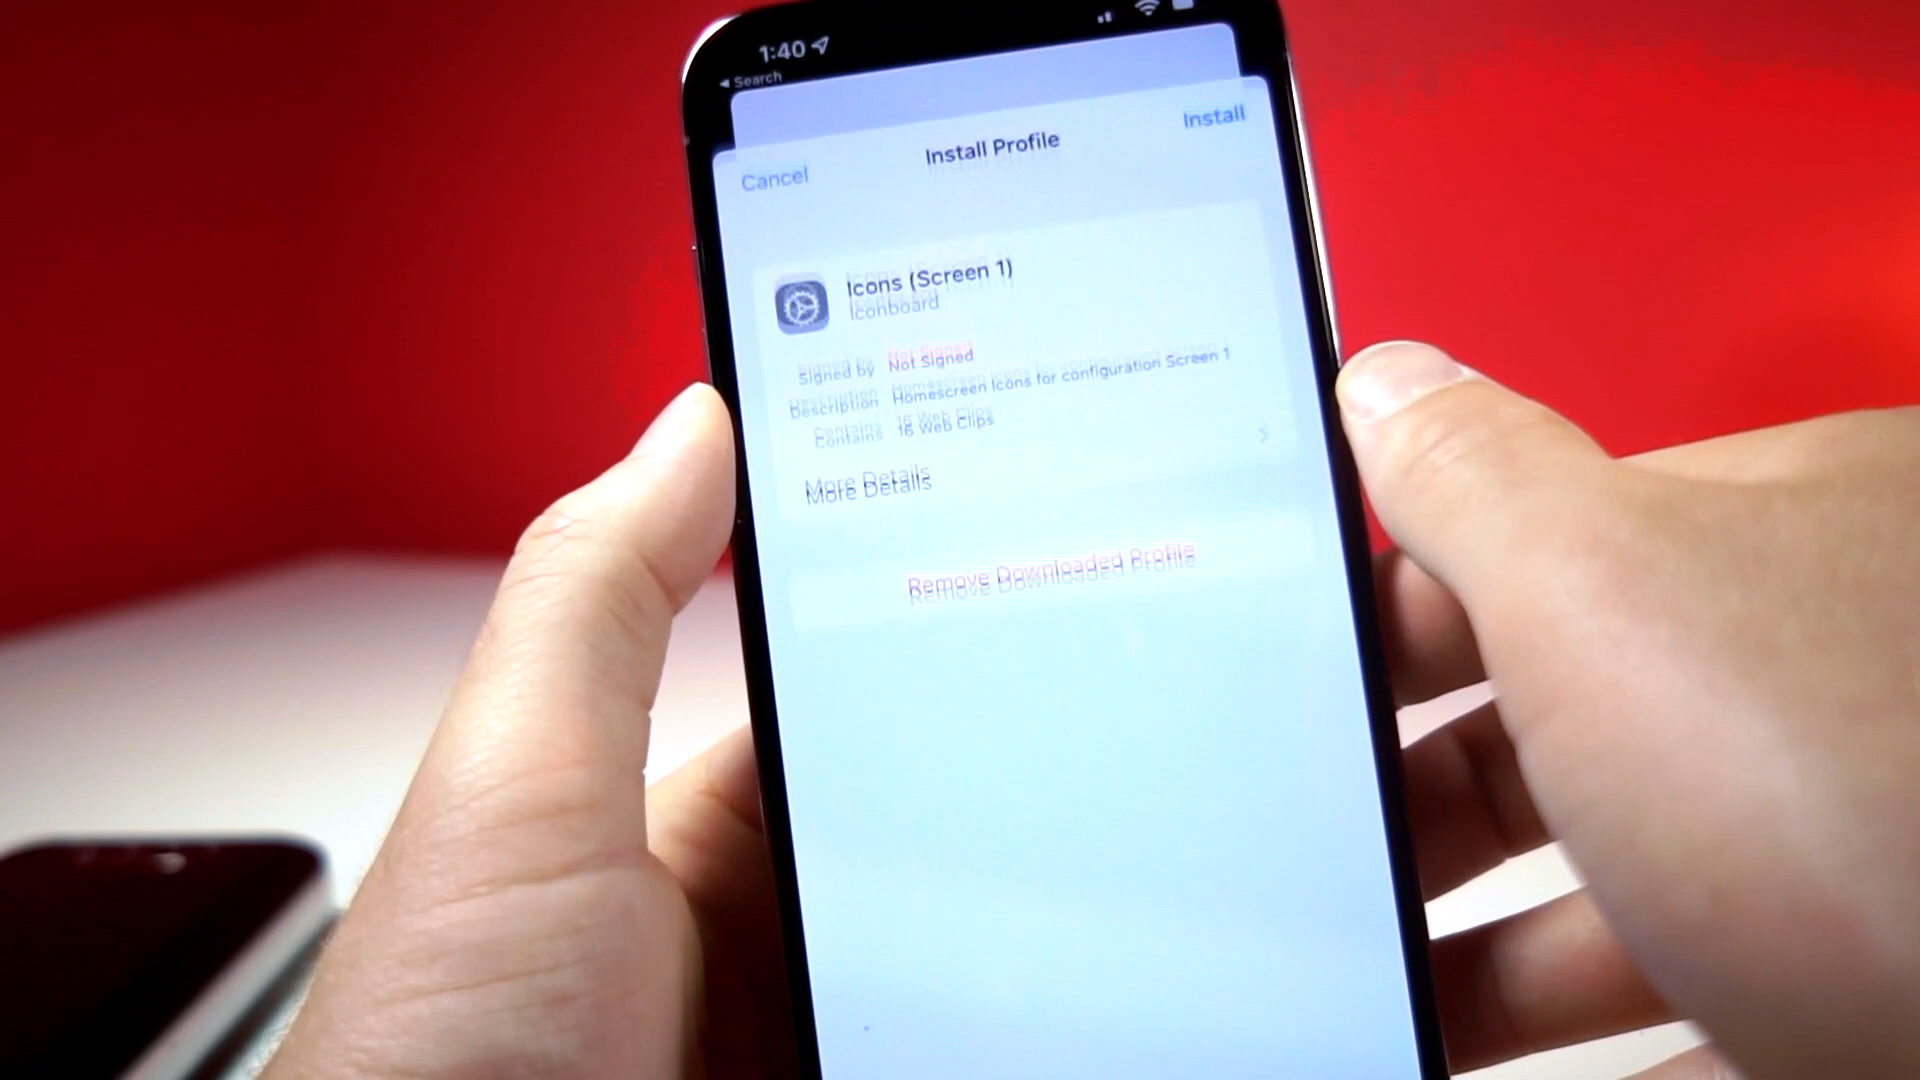 1:40
Search
Install
Install Profile
Cancel
Icons (Screen 1)
Iconboard
Signed by Not Signed
Description Homescreen Icons for configuration Screen 1
Contains 16 Web Clips
More Details
Remove Downloaded Profile